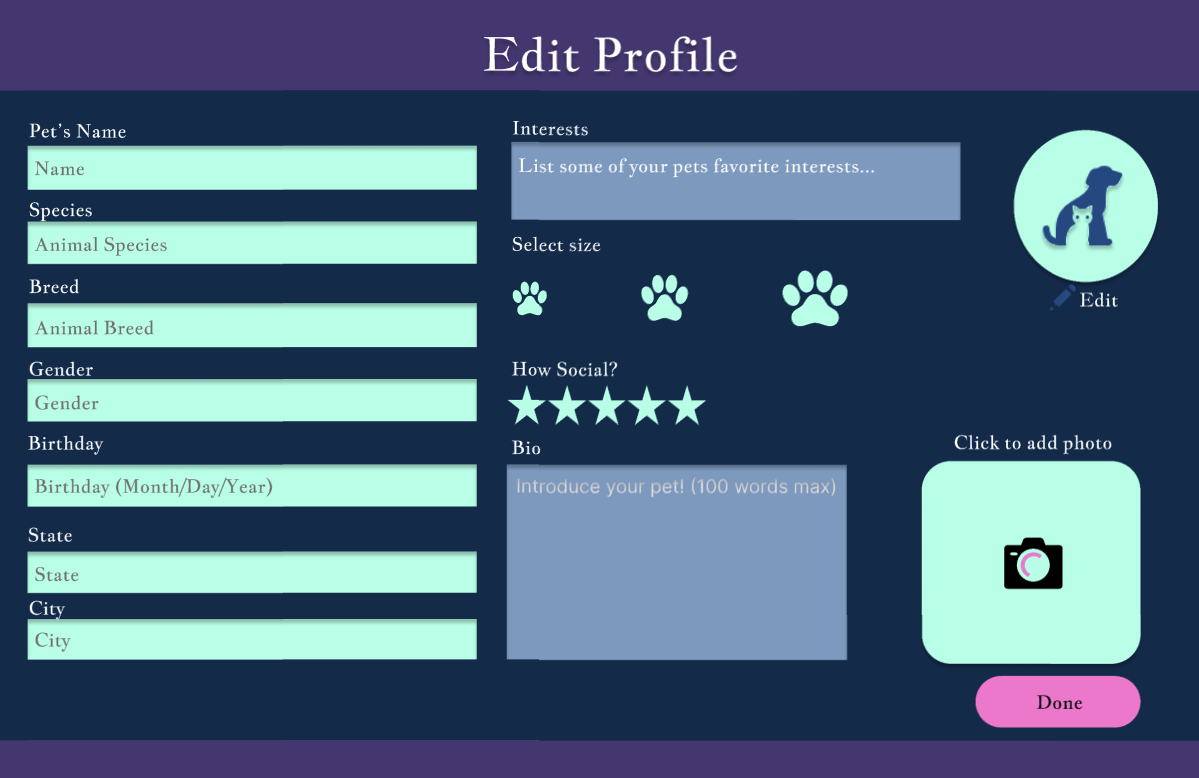 Edit Profile
Pet's Name
Name
Species
Animal Species
Breed
Animal Breed
Gender
Gender
Birthday
Birthday (Month/Day/Year)
State
State
City
City
Interests
List some of your pets favorite interests...
Select size
How Social?
Bio
Introduce your pet! (100 words max)
Edit
Click to add photo
Done